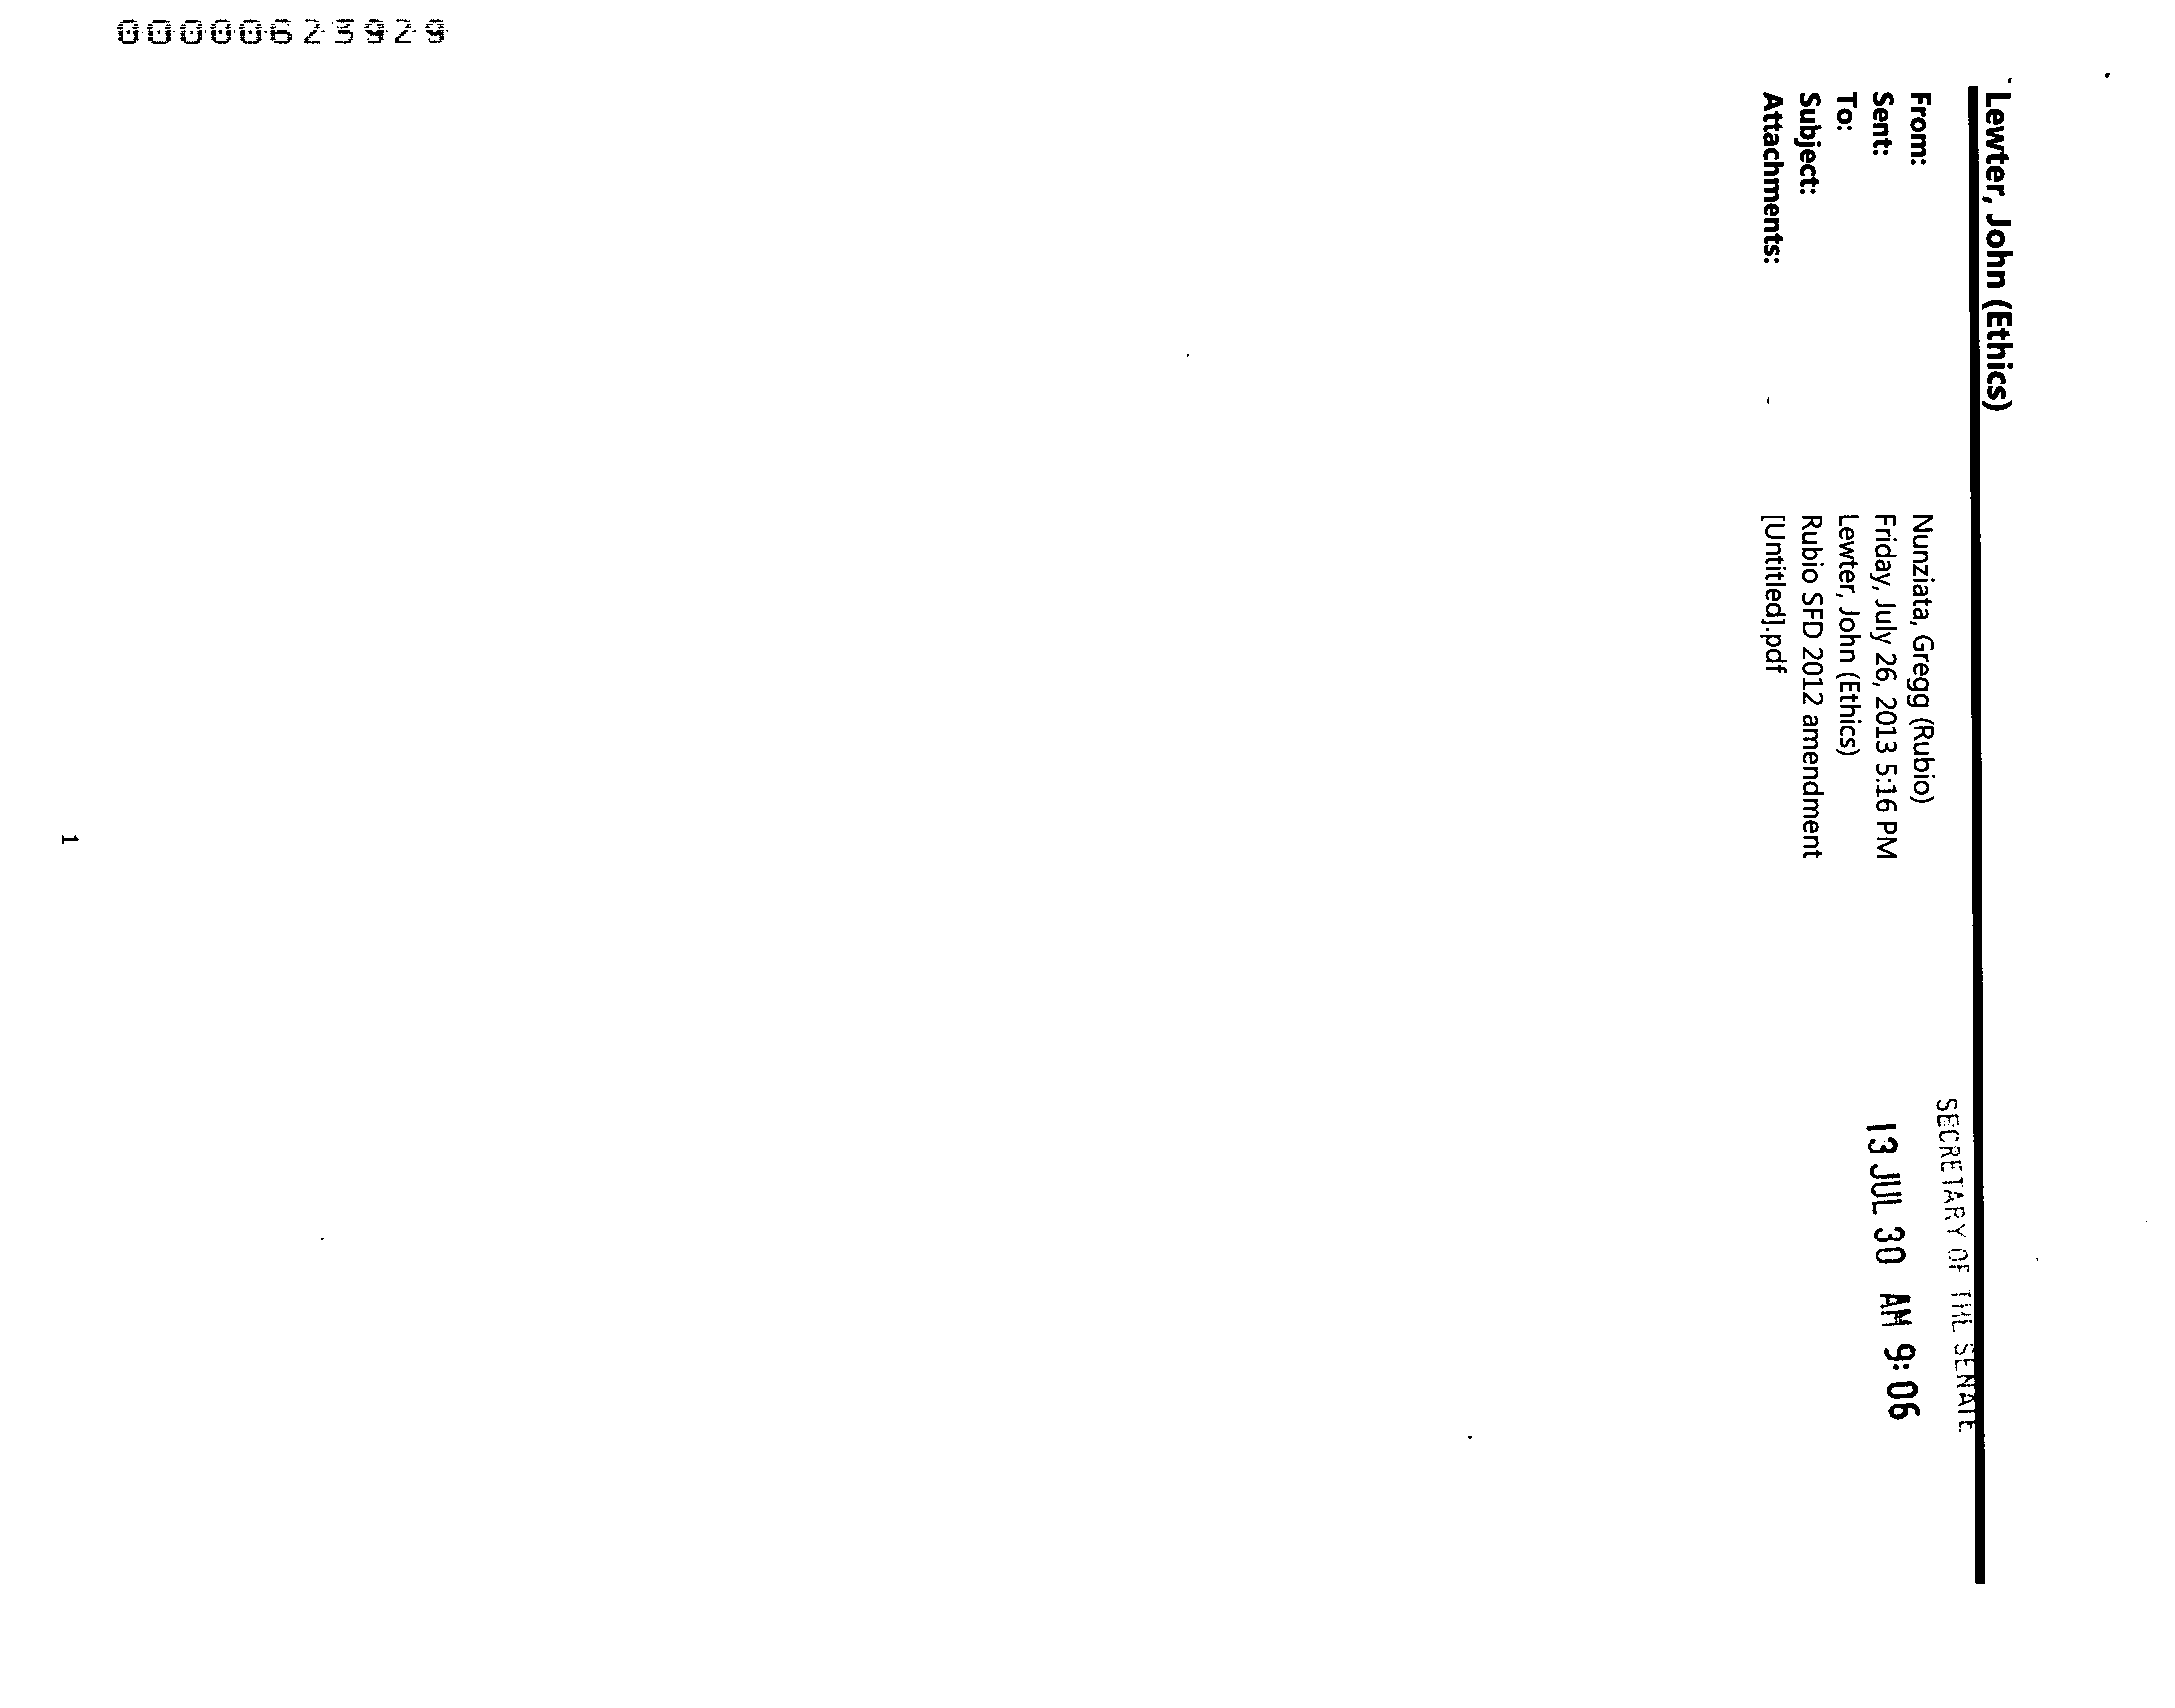 00000623929
Lewter, John (Ethics)
SECRETARY OF THE SENATE
From: Nunziata, Gregg (Rubio)
Sent: Friday, July 26, 2013 5:16 PM
13 JUL 30 AM 9:06
To: Lewter, John (Ethics)
Subject: Rubio SFD 2012 amendment
Attachments: [Untitled].pdf
1